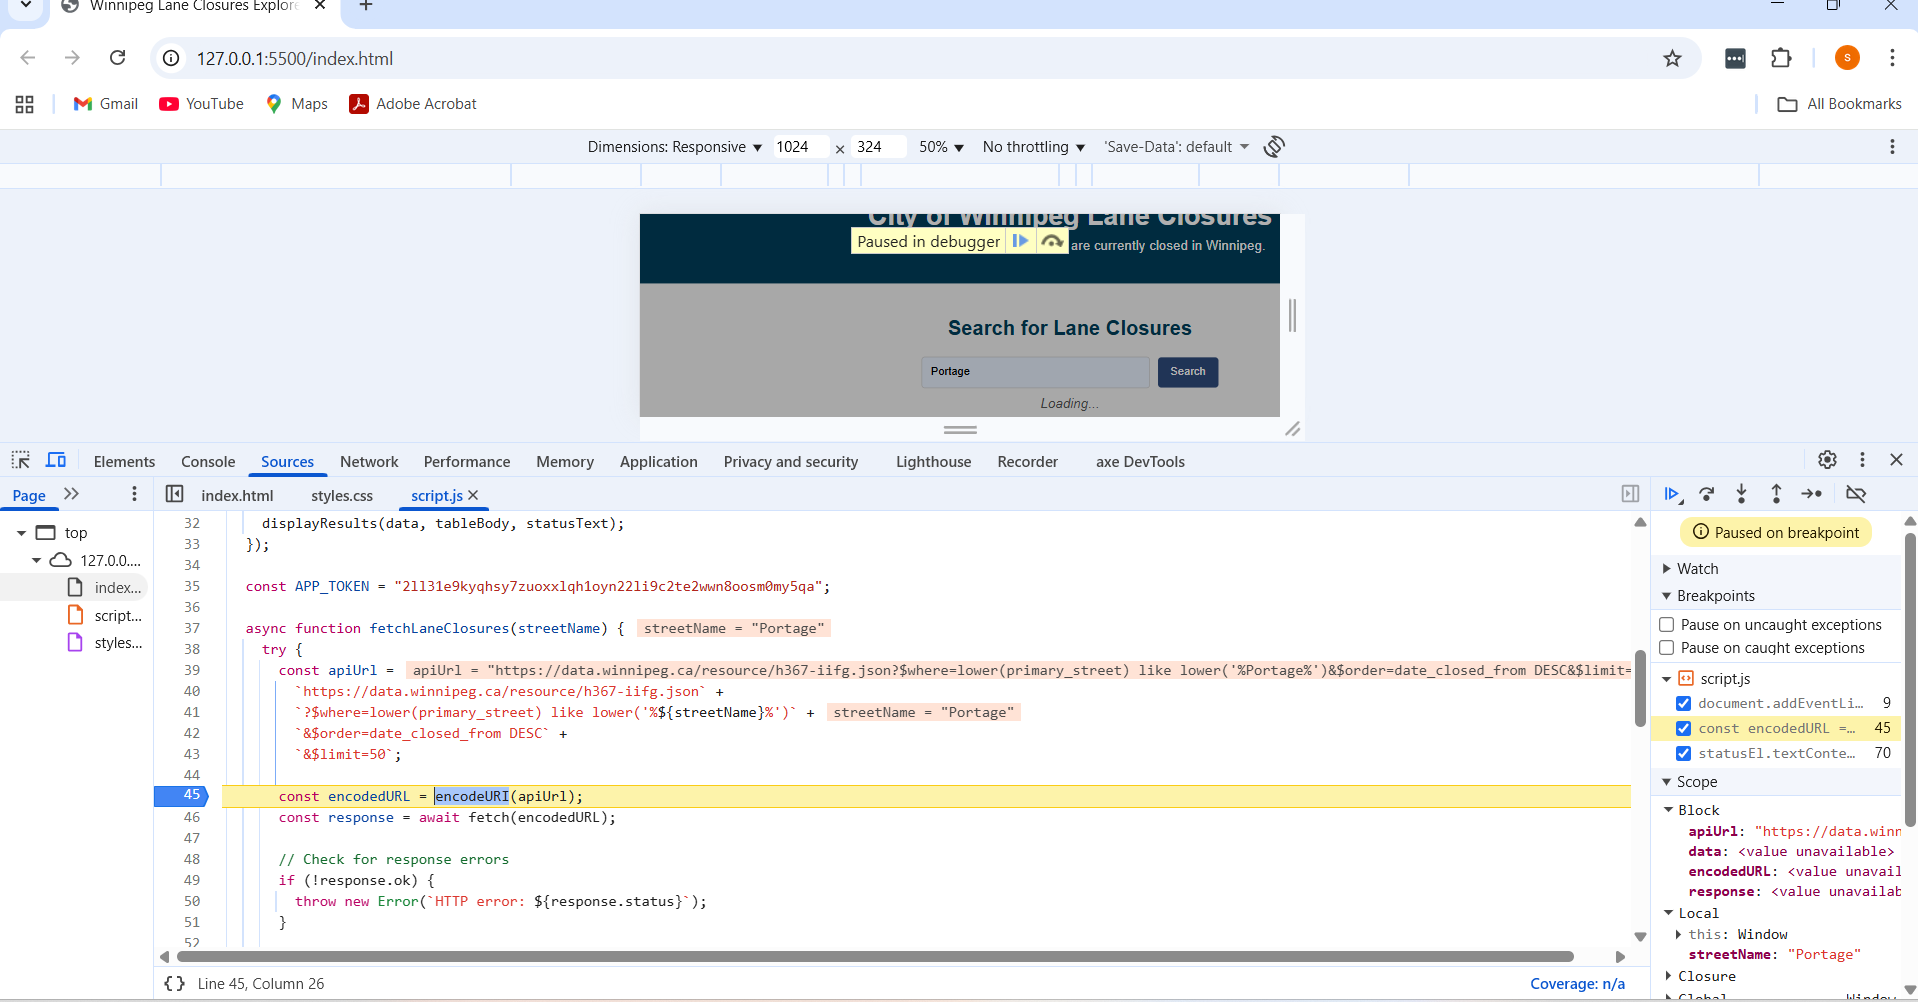 Winnipeg Lane Closures Explore
127.0.0.1:5500/index.html
S
Gmail YouTube Maps Adobe Acrobat All Bookmarks
Dimensions: Responsive 1024 × 324 50% No throttling 'Save-Data': default
City of Winnipeg Lane Closures
Paused in debugger are currently closed in Winnipeg.
Search for Lane Closures
Portage Search
Loading...
Elements Console Sources Network Performance Memory Application Privacy and security Lighthouse Recorder axe DevTools
Page index.html styles.css script.js
top
127.0.0....
index...
script...
styles...
32 displayResults(data, tableBody, statusText);
33 });
34
35 const APP_TOKEN = "2ll31e9kyqhsy7zuoxxlqh1oyn22li9c2te2wwn8oosm0my5qa";
36
37 async function fetchLaneClosures(streetName) { streetName = "Portage"
38 try {
39 const apiUrl = apiUrl = "https://data.winnipeg.ca/resource/h367-iifg.json?$where=lower(primary_street) like lower('%Portage%')&$order=date_closed_from DESC&$limit=
40 `https://data.winnipeg.ca/resource/h367-iifg.json` +
41 `?$where=lower(primary_street) like lower('%${streetName}%')` + streetName = "Portage"
42 `&$order=date_closed_from DESC` +
43 `&$limit=50`;
44
45 const encodedURL = encodeURI(apiUrl);
46 const response = await fetch(encodedURL);
47
48 // Check for response errors
49 if (!response.ok) {
50 throw new Error(`HTTP error: ${response.status}`);
51 }
52
{} Line 45, Column 26 Coverage: n/a
Paused on breakpoint
Watch
Breakpoints
Pause on uncaught exceptions
Pause on caught exceptions
script.js
document.addEventLi... 9
const encodedURL =... 45
statusEl.textConte... 70
Scope
Block
apiUrl: "https://data.winn
data: <value unavailable>
encodedURL: <value unavail
response: <value unavailab
Local
this: Window
streetName: "Portage"
Closure
Global Window